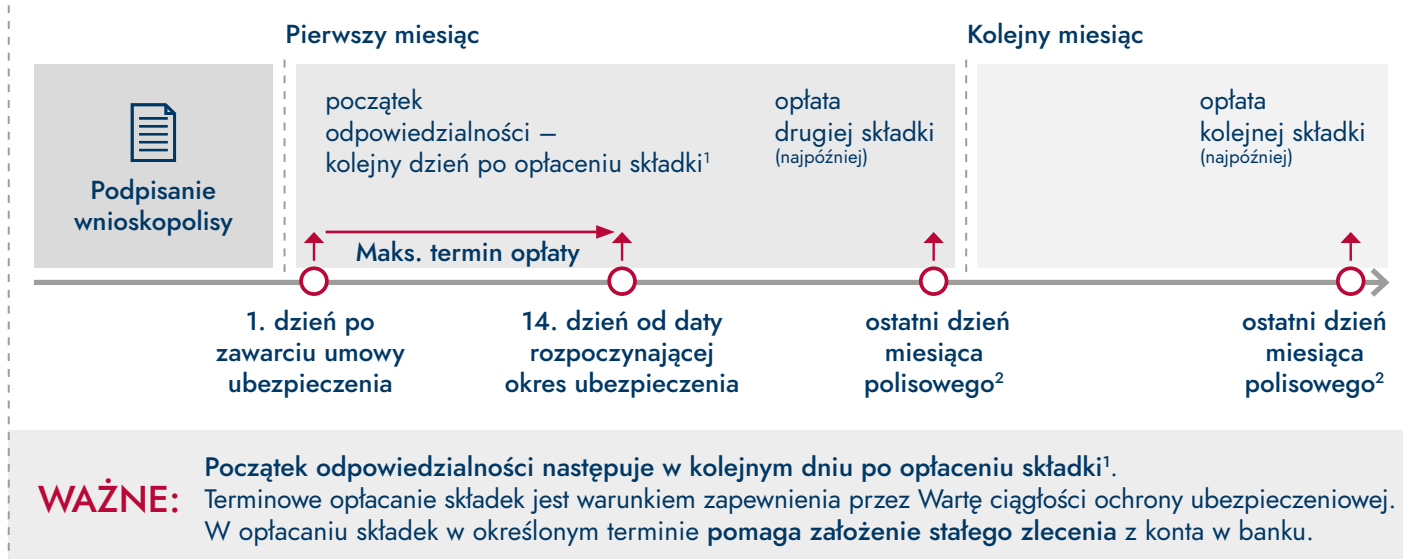 Pierwszy miesiąc
Kolejny miesiąc
Podpisanie
wnioskopolisy
początek
odpowiedzialności –
kolejny dzień po opłaceniu składki¹
opłata
drugiej składki
(najpóźniej)
opłata
kolejnej składki
(najpóźniej)
Maks. termin opłaty
1. dzień po
zawarciu umowy
ubezpieczenia
14. dzień od daty
rozpoczynającej
okres ubezpieczenia
ostatni dzień
miesiąca
polisowego²
ostatni dzień
miesiąca
polisowego²
WAŻNE:
Początek odpowiedzialności następuje w kolejnym dniu po opłaceniu składki¹.
Terminowe opłacanie składek jest warunkiem zapewnienia przez Wartę ciągłości ochrony ubezpieczeniowej.
W opłacaniu składek w określonym terminie pomaga założenie stałego zlecenia z konta w banku.